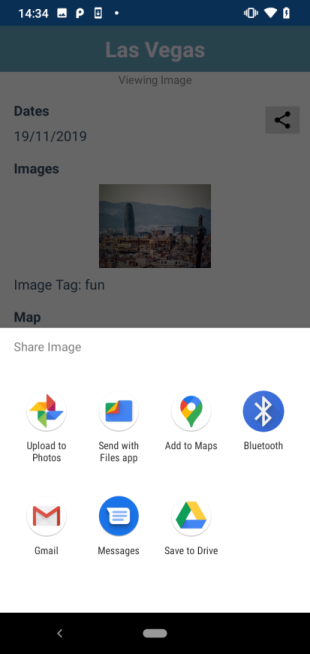 14:34
Las Vegas
Viewing Image
Dates
19/11/2019
Images
Image Tag: fun
Map
Share Image
Upload to
Photos
Send with
Files app
Add to Maps
Bluetooth
Gmail
Messages
Save to Drive